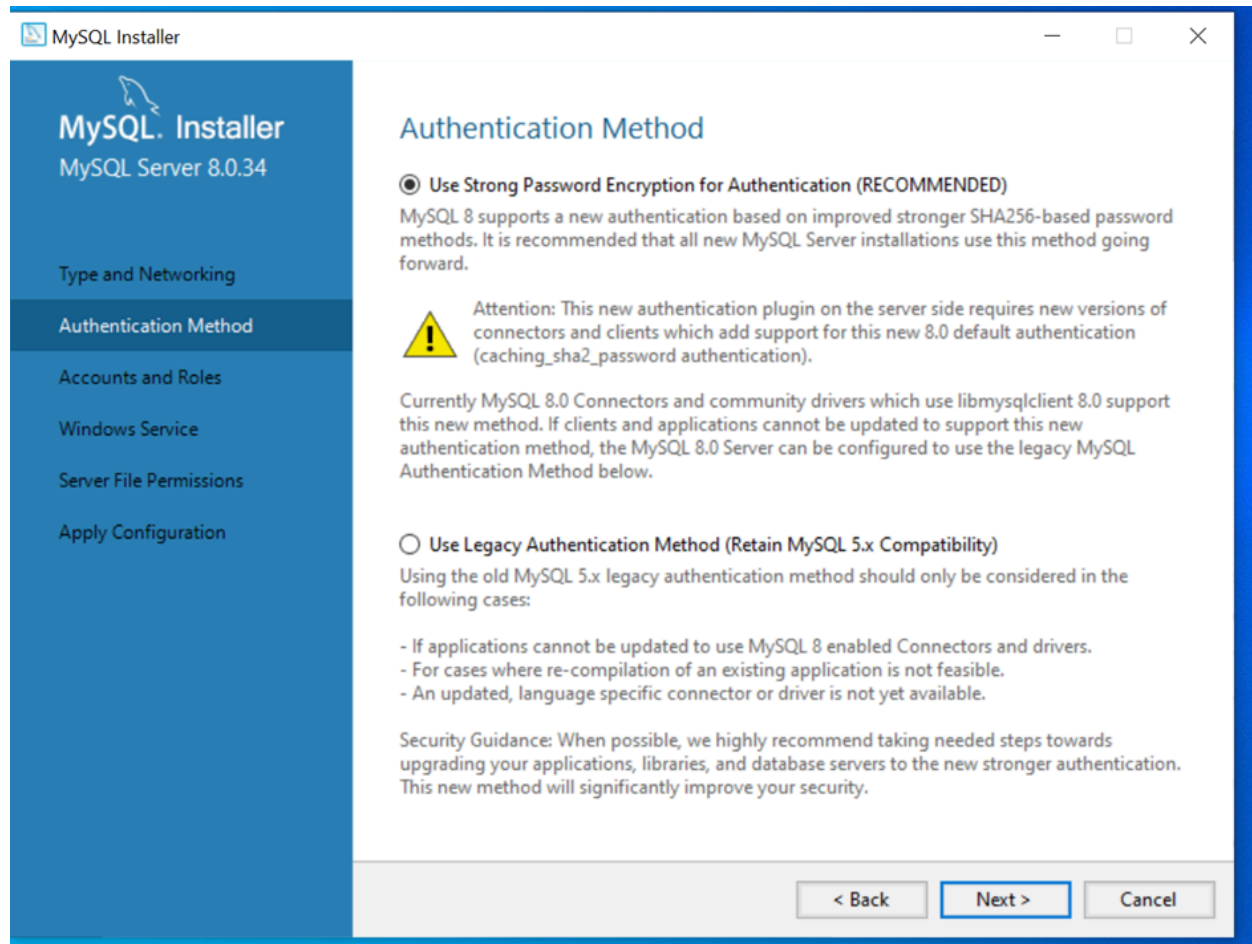 MySQL Installer
MySQL. Installer
MySQL Server 8.0.34
Type and Networking
Authentication Method
Accounts and Roles
Windows Service
Server File Permissions
Apply Configuration
Authentication Method
Use Strong Password Encryption for Authentication (RECOMMENDED)
MySQL 8 supports a new authentication based on improved stronger SHA256-based password
methods. It is recommended that all new MySQL Server installations use this method going
forward.
Attention: This new authentication plugin on the server side requires new versions of
connectors and clients which add support for this new 8.0 default authentication
(caching_sha2_password authentication).
Currently MySQL 8.0 Connectors and community drivers which use libmysqlclient 8.0 support
this new method. If clients and applications cannot be updated to support this new
authentication method, the MySQL 8.0 Server can be configured to use the legacy MySQL
Authentication Method below.
Use Legacy Authentication Method (Retain MySQL 5.x Compatibility)
Using the old MySQL 5.x legacy authentication method should only be considered in the
following cases:
- If applications cannot be updated to use MySQL 8 enabled Connectors and drivers.
- For cases where re-compilation of an existing application is not feasible.
- An updated, language specific connector or driver is not yet available.
Security Guidance: When possible, we highly recommend taking needed steps towards
upgrading your applications, libraries, and database servers to the new stronger authentication.
This new method will significantly improve your security.
< Back
Next >
Cancel